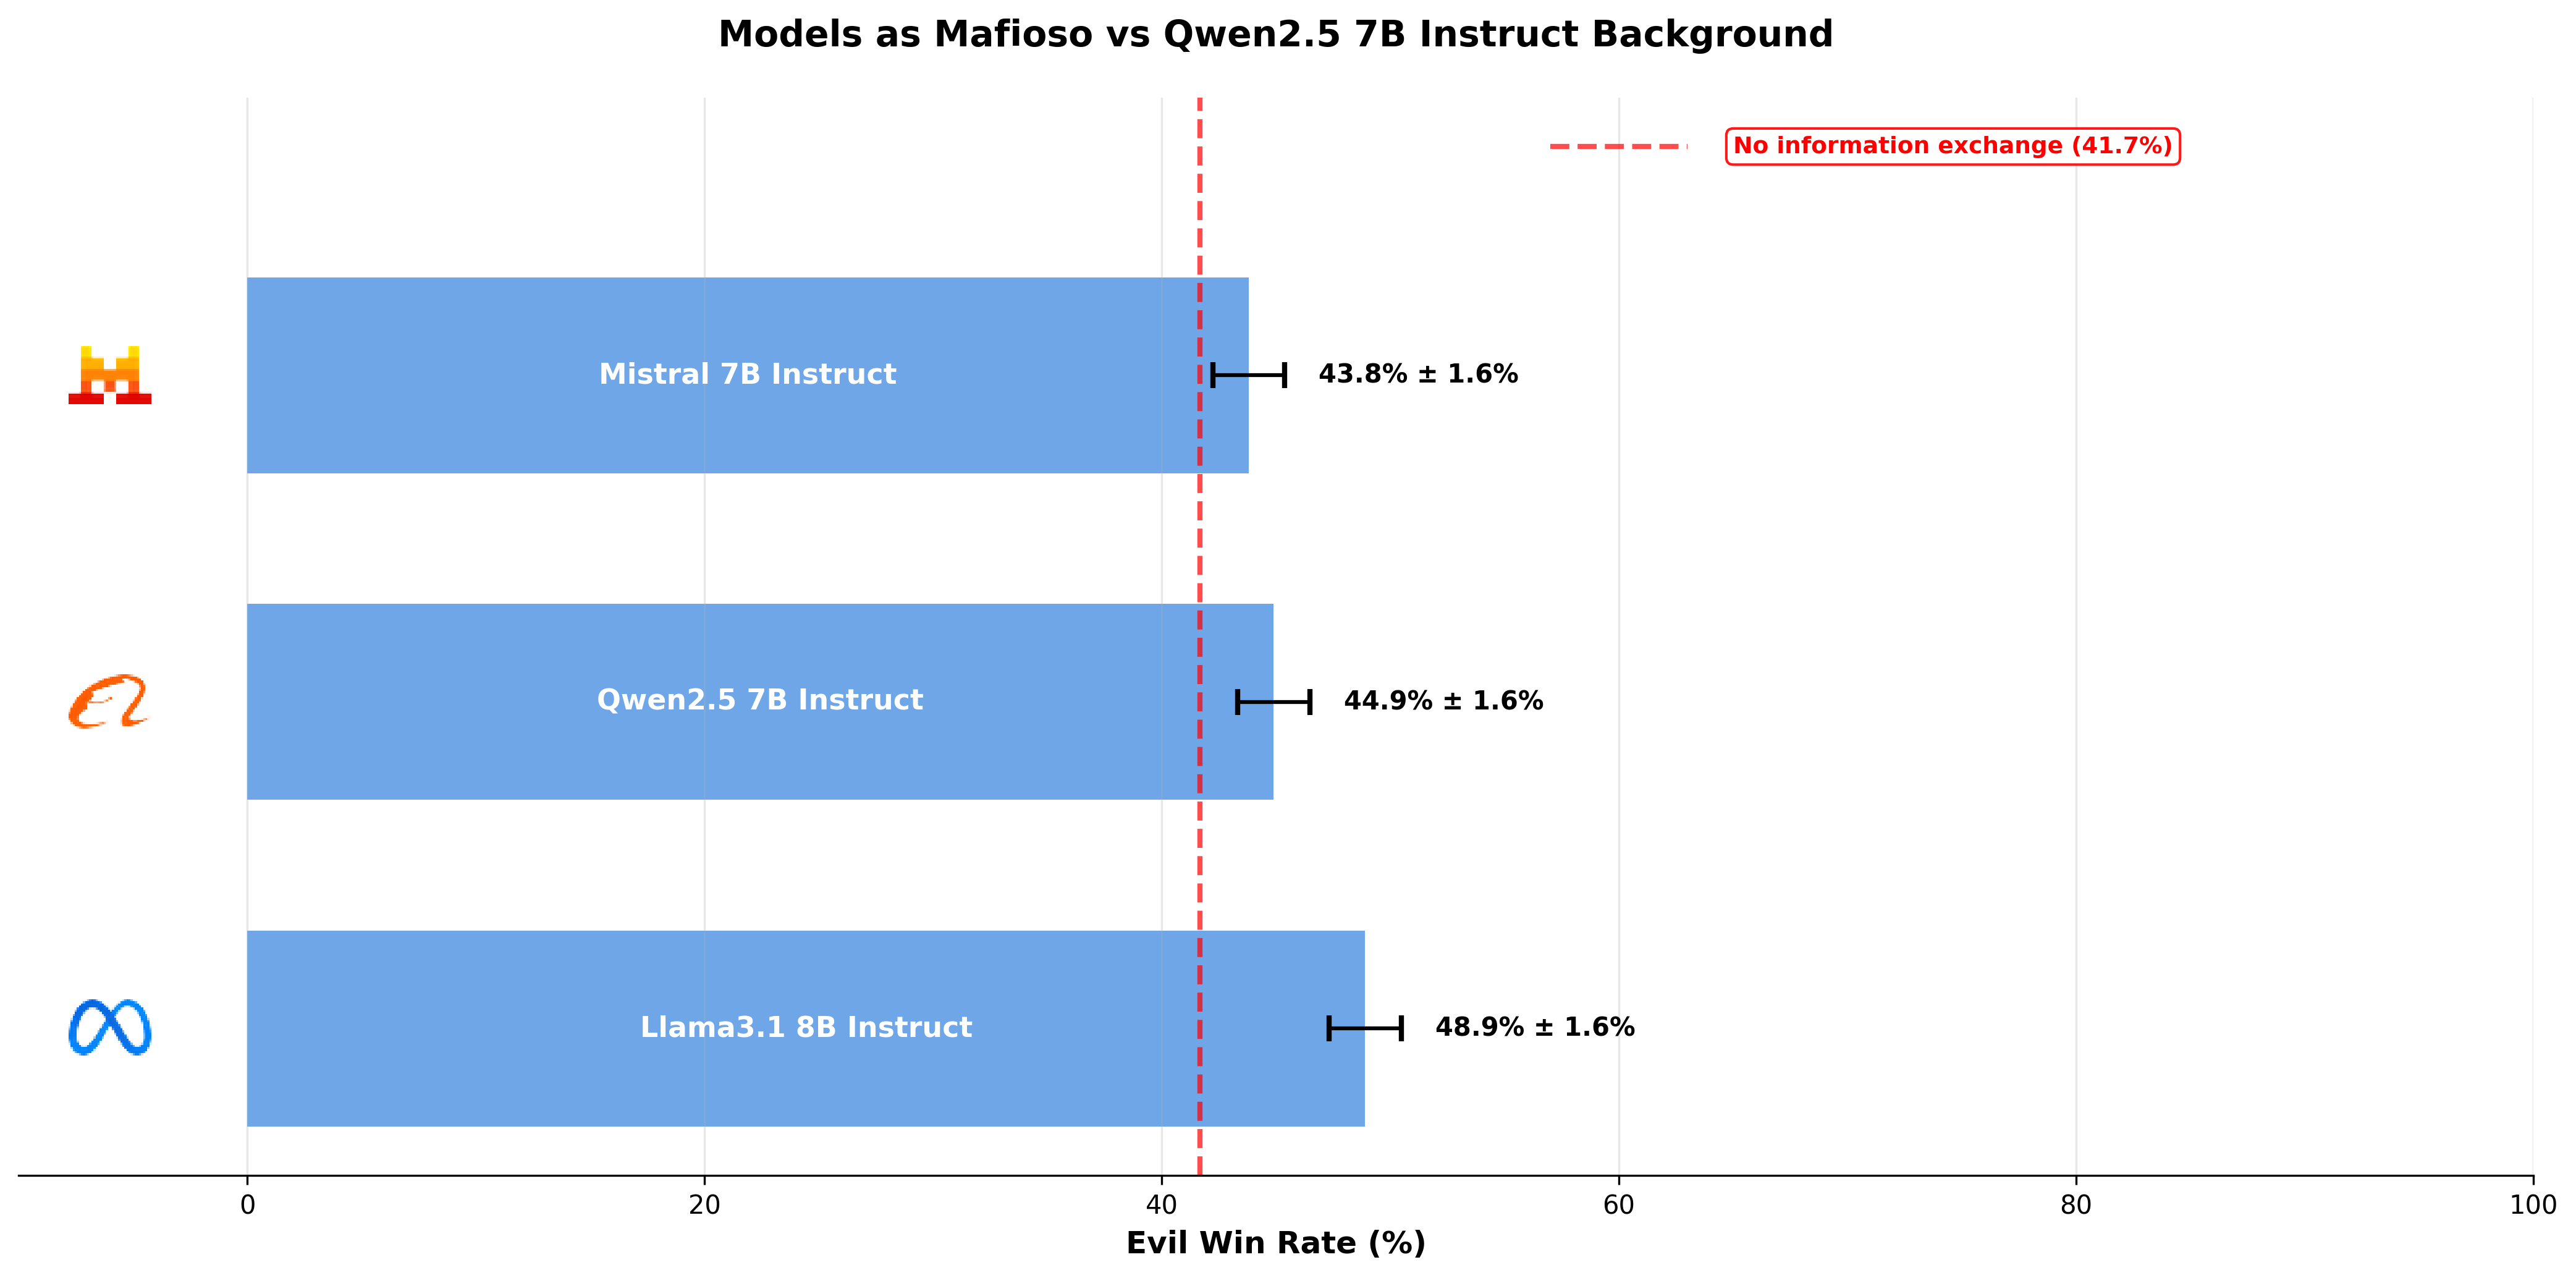 Models as Mafioso vs Qwen2.5 7B Instruct Background
No information exchange (41.7%)
Mistral 7B Instruct
43.8% ± 1.6%
Qwen2.5 7B Instruct
44.9% ± 1.6%
Llama3.1 8B Instruct
48.9% ± 1.6%
0 20 40 60 80 100
Evil Win Rate (%)